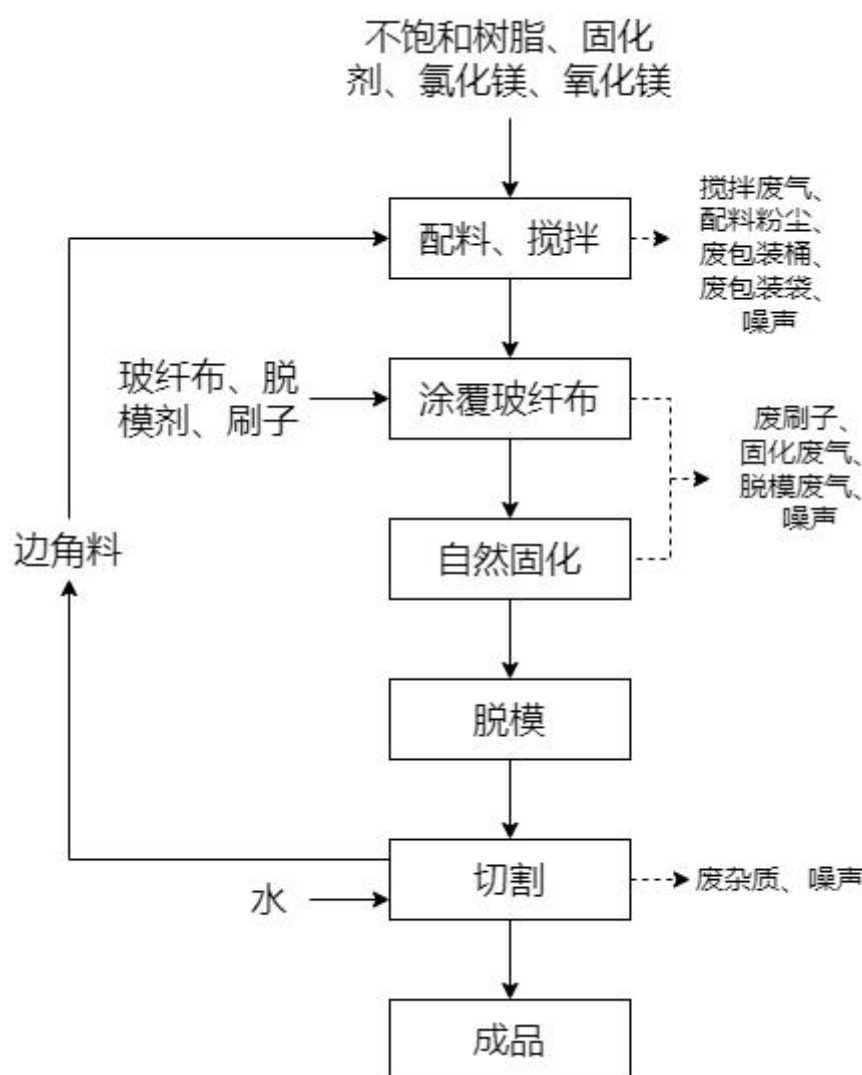 不饱和树脂、固化
剂、氯化镁、氧化镁
搅拌废气、
配料粉尘、
废包装桶、
废包装袋、
噪声
配料、搅拌
玻纤布、脱
模剂、刷子
涂覆玻纤布
废刷子、
固化废气、
脱模废气、
噪声
自然固化
边角料
脱模
切割
水
废杂质、噪声
成品